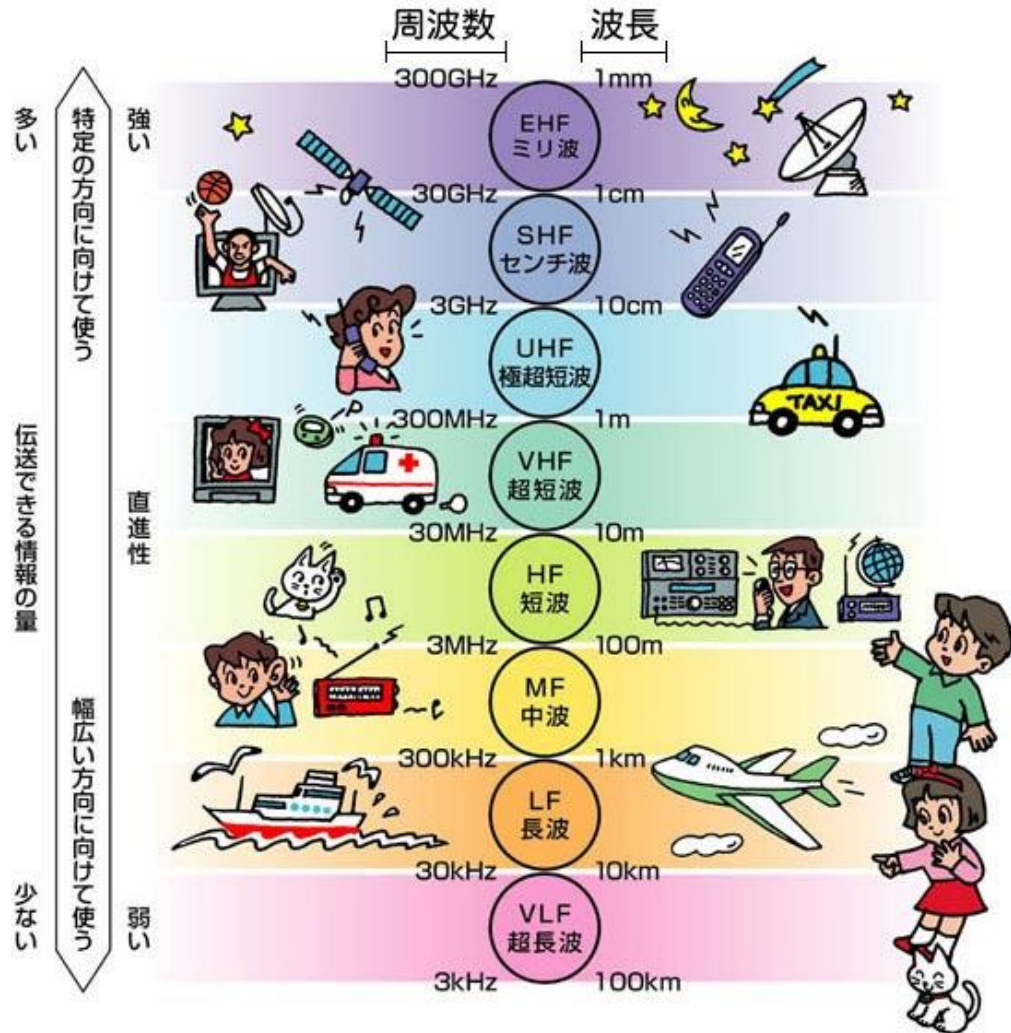 周波数 波長
300GHz 1mm
多い
特定の方向に向けて使う
強い
EHF
ミリ波
30GHz 1cm
SHF
センチ波
3GHz 10cm
UHF
極超短波
TAXI
300MHz 1m
伝送できる情報の量
直進性
VHF
超短波
30MHz 10m
HF
短波
3MHz 100m
MF
中波
300kHz 1km
幅広い方向に向けて使う
LF
長波
30kHz 10km
少ない
弱い
VLF
超長波
3kHz 100km